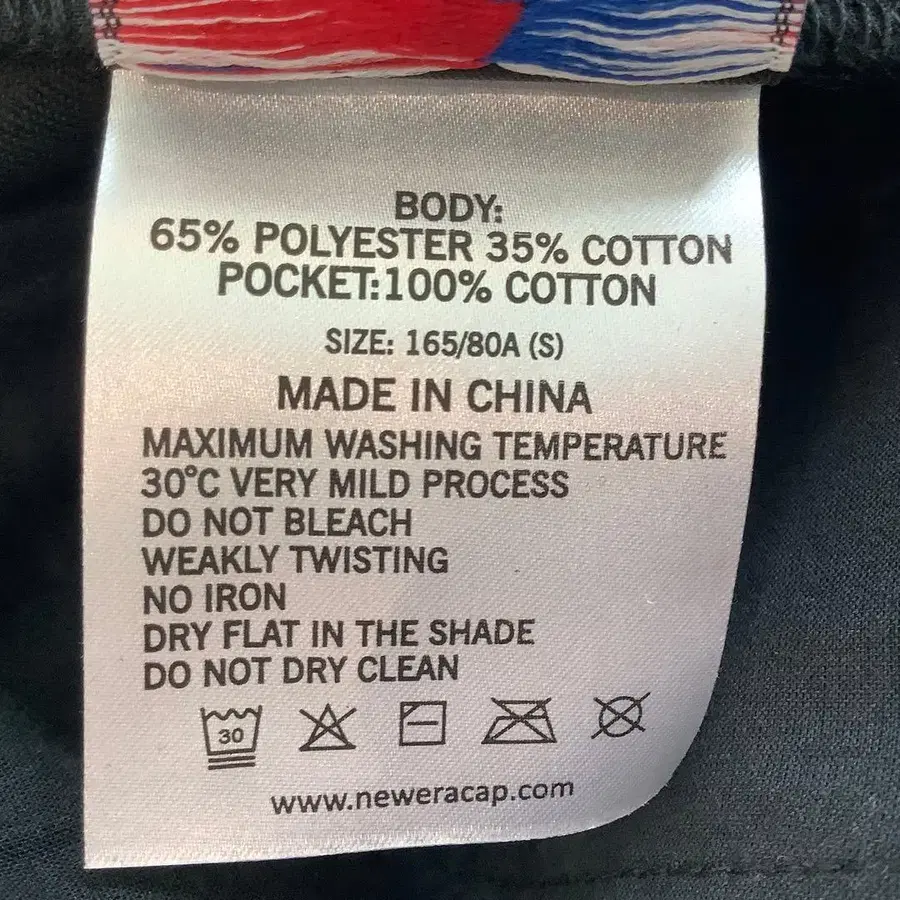 BODY:
65% POLYESTER 35% COTTON
POCKET:100% COTTON
SIZE: 165/80A (S)
MADE IN CHINA
MAXIMUM WASHING TEMPERATURE
30°C VERY MILD PROCESS
DO NOT BLEACH
WEAKLY TWISTING
NO IRON
DRY FLAT IN THE SHADE
DO NOT DRY CLEAN
30
www.neweracap.com